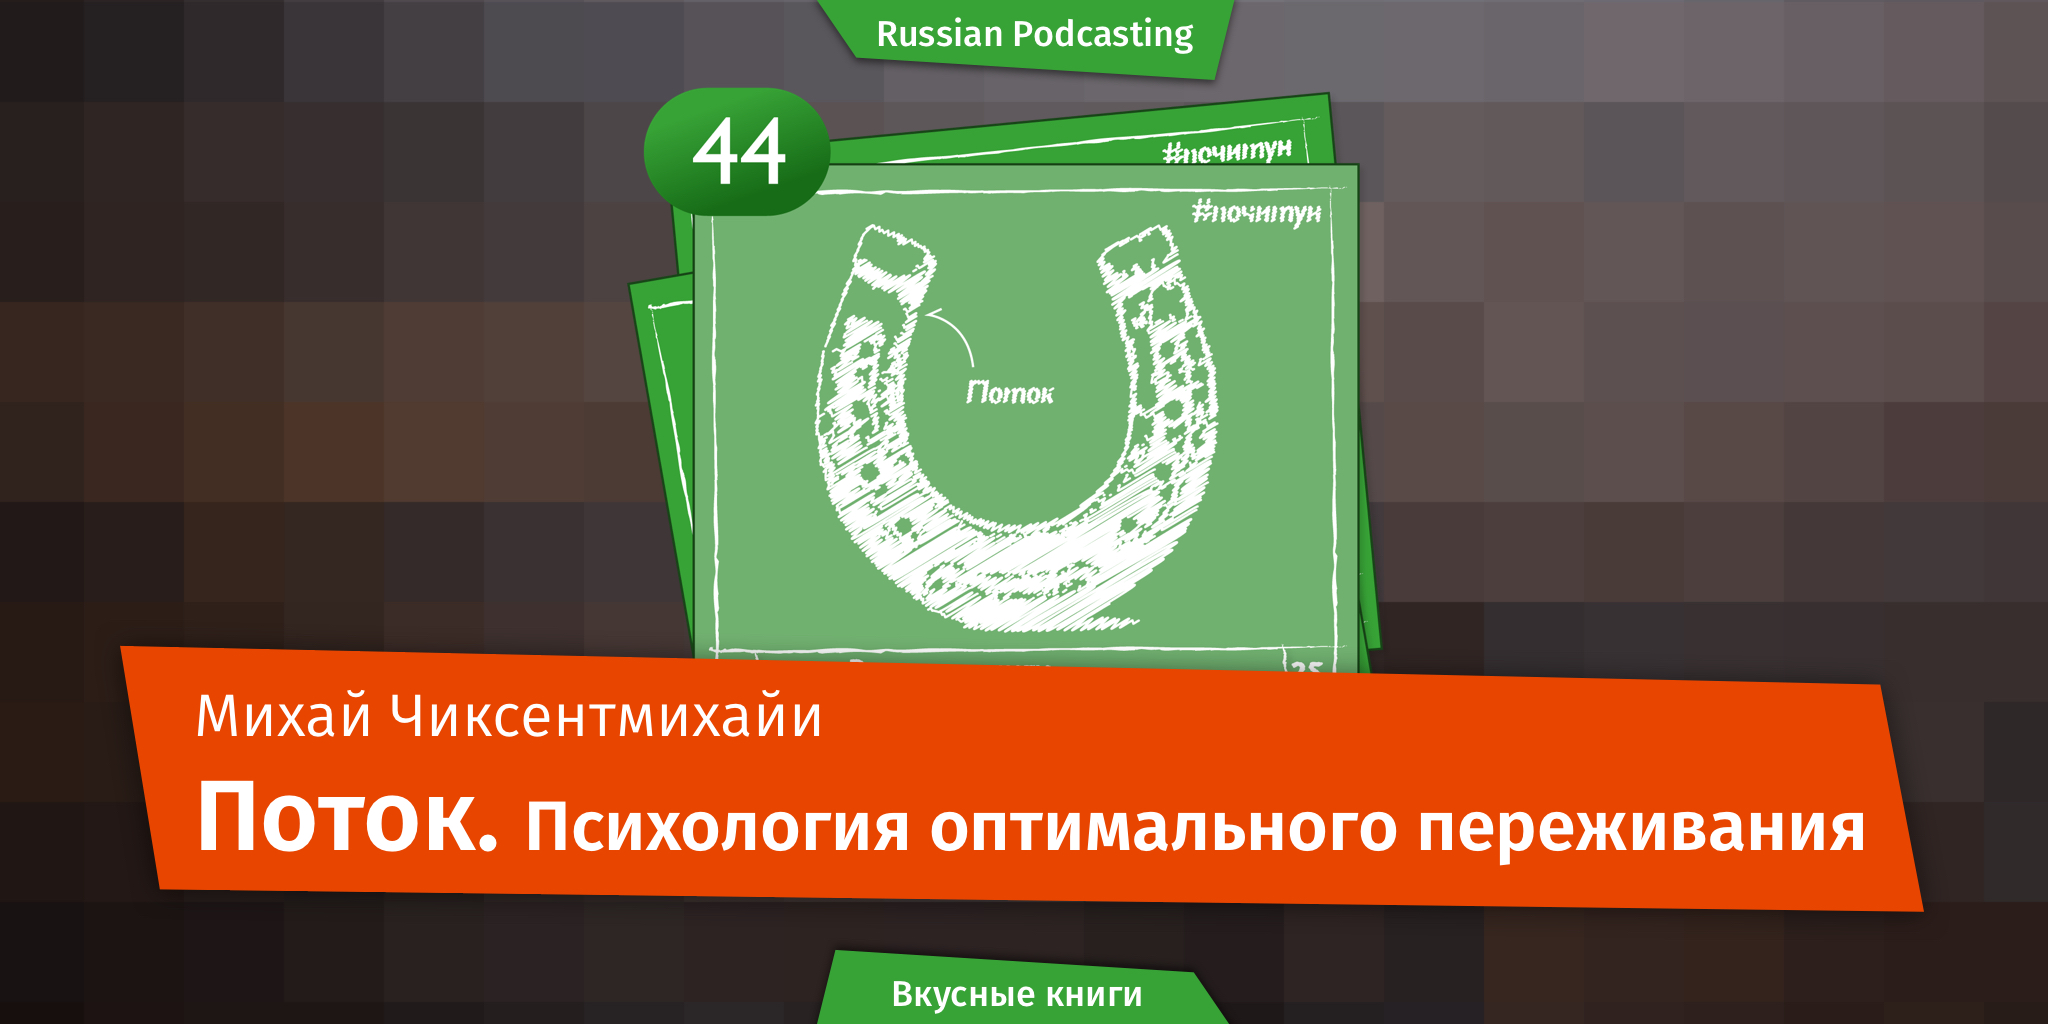 Russian Podcasting
44
#почитун
#почитун
Поток
Михай Чиксентмихайи
Поток. Психология оптимального переживания
Вкусные книги